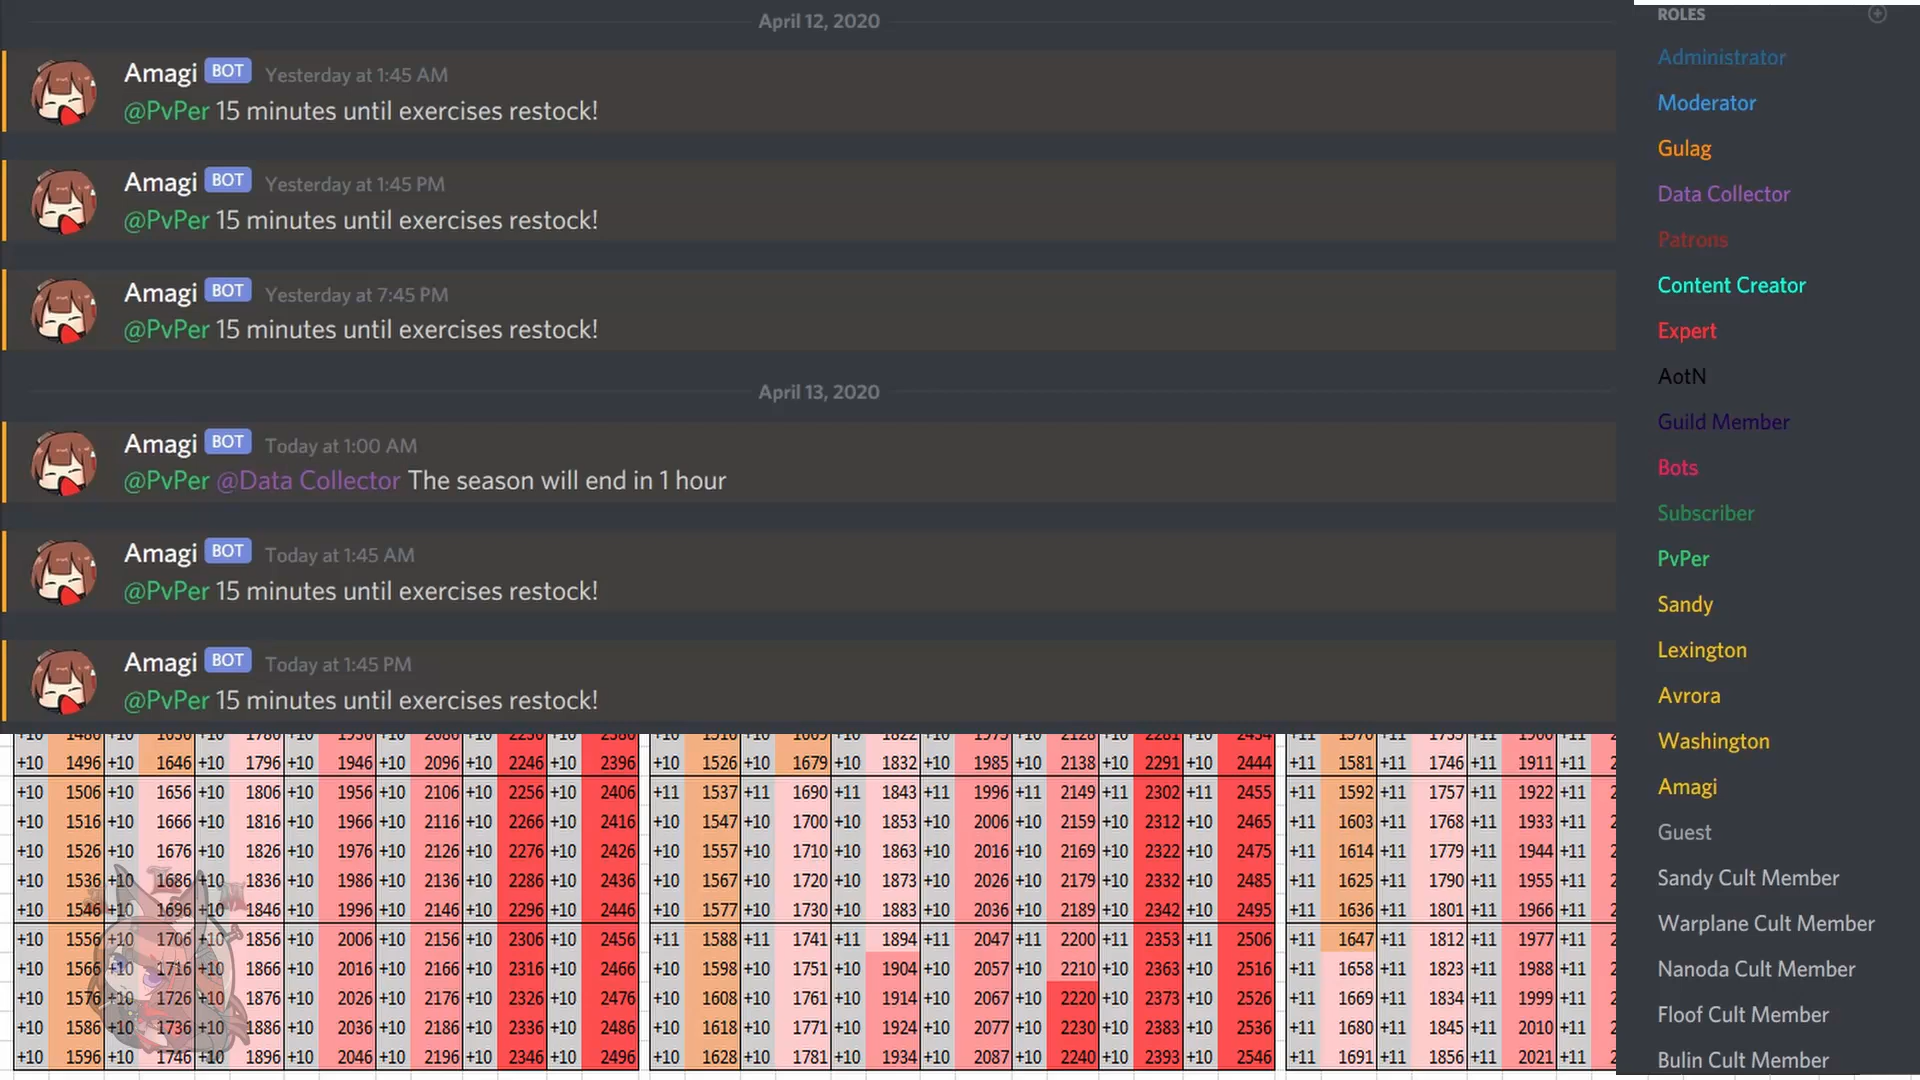 April 12, 2020
Amagi BOT Yesterday at 1:45 AM
@PvPer 15 minutes until exercises restock!
Amagi BOT Yesterday at 1:45 PM
@PvPer 15 minutes until exercises restock!
Amagi BOT Yesterday at 7:45 PM
@PvPer 15 minutes until exercises restock!
April 13, 2020
Amagi BOT Today at 1:00 AM
@PvPer @Data Collector The season will end in 1 hour
Amagi BOT Today at 1:45 AM
@PvPer 15 minutes until exercises restock!
Amagi BOT Today at 1:45 PM
@PvPer 15 minutes until exercises restock!
+10 1496 +10 1646 +10 1796 +10 1946 +10 2096 +10 2246 +10 2396 +10 1526 +10 1679 +10 1832 +10 1985 +10 2138 +10 2291 +10 2444 +11 1581 +11 1746 +11 1911 +11
+10 1506 +10 1656 +10 1806 +10 1956 +10 2106 +10 2256 +10 2406 +11 1537 +11 1690 +11 1843 +11 1996 +11 2149 +11 2302 +11 2455 +11 1592 +11 1757 +11 1922 +11
+10 1516 +10 1666 +10 1816 +10 1966 +10 2116 +10 2266 +10 2416 +10 1547 +10 1700 +10 1853 +10 2006 +10 2159 +10 2312 +10 2465 +11 1603 +11 1768 +11 1933 +11
+10 1526 +10 1676 +10 1826 +10 1976 +10 2126 +10 2276 +10 2426 +10 1557 +10 1710 +10 1863 +10 2016 +10 2169 +10 2322 +10 2475 +11 1614 +11 1779 +11 1944 +11
+10 1536 +10 1686 +10 1836 +10 1986 +10 2136 +10 2286 +10 2436 +10 1567 +10 1720 +10 1873 +10 2026 +10 2179 +10 2332 +10 2485 +11 1625 +11 1790 +11 1955 +11
+10 1546 +10 1696 +10 1846 +10 1996 +10 2146 +10 2296 +10 2446 +10 1577 +10 1730 +10 1883 +10 2036 +10 2189 +10 2342 +10 2495 +11 1636 +11 1801 +11 1966 +11
+10 1556 +10 1706 +10 1856 +10 2006 +10 2156 +10 2306 +10 2456 +11 1588 +11 1741 +11 1894 +11 2047 +11 2200 +11 2353 +11 2506 +11 1647 +11 1812 +11 1977 +11
+10 1566 +10 1716 +10 1866 +10 2016 +10 2166 +10 2316 +10 2466 +10 1598 +10 1751 +10 1904 +10 2057 +10 2210 +10 2363 +10 2516 +11 1658 +11 1823 +11 1988 +11
+10 1576 +10 1726 +10 1876 +10 2026 +10 2176 +10 2326 +10 2476 +10 1608 +10 1761 +10 1914 +10 2067 +10 2220 +10 2373 +10 2526 +11 1669 +11 1834 +11 1999 +11
+10 1586 +10 1736 +10 1886 +10 2036 +10 2186 +10 2336 +10 2486 +10 1618 +10 1771 +10 1924 +10 2077 +10 2230 +10 2383 +10 2536 +11 1680 +11 1845 +11 2010 +11
+10 1596 +10 1746 +10 1896 +10 2046 +10 2196 +10 2346 +10 2496 +10 1628 +10 1781 +10 1934 +10 2087 +10 2240 +10 2393 +10 2546 +11 1691 +11 1856 +11 2021 +11
ROLES
Administrator
Moderator
Gulag
Data Collector
Patrons
Content Creator
Expert
AotN
Guild Member
Bots
Subscriber
PvPer
Sandy
Lexington
Avrora
Washington
Amagi
Guest
Sandy Cult Member
Warplane Cult Member
Nanoda Cult Member
Floof Cult Member
Bulin Cult Member